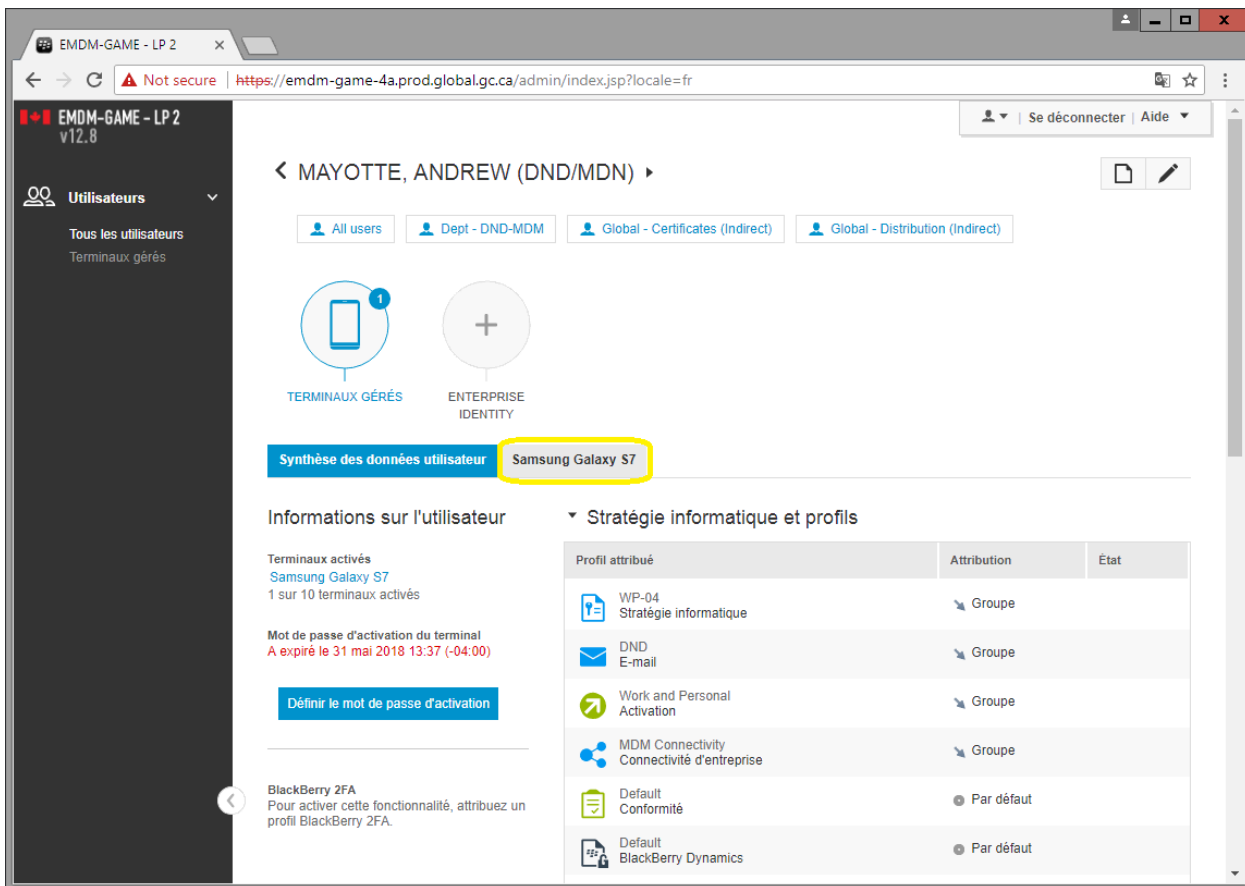 EMDM-GAME - LP 2
Not secure
https://emdm-game-4a.prod.global.gc.ca/admin/index.jsp?locale=fr
EMDM-GAME – LP 2
v12.8
Se déconnecter | Aide
MAYOTTE, ANDREW (DND/MDN)
Utilisateurs
Tous les utilisateurs
Terminaux gérés
All users
Dept - DND-MDM
Global - Certificates (Indirect)
Global - Distribution (Indirect)
1
TERMINAUX GÉRÉS
ENTERPRISE
IDENTITY
Synthèse des données utilisateur
Samsung Galaxy S7
Informations sur l'utilisateur
Terminaux activés
Samsung Galaxy S7
1 sur 10 terminaux activés
Mot de passe d'activation du terminal
A expiré le 31 mai 2018 13:37 (-04:00)
Définir le mot de passe d'activation
BlackBerry 2FA
Pour activer cette fonctionnalité, attribuez un
profil BlackBerry 2FA.
Stratégie informatique et profils
Profil attribué Attribution État
WP-04
Stratégie informatique
Groupe
DND
E-mail
Groupe
Work and Personal
Activation
Groupe
MDM Connectivity
Connectivité d'entreprise
Groupe
Default
Conformité
Par défaut
Default
BlackBerry Dynamics
Par défaut